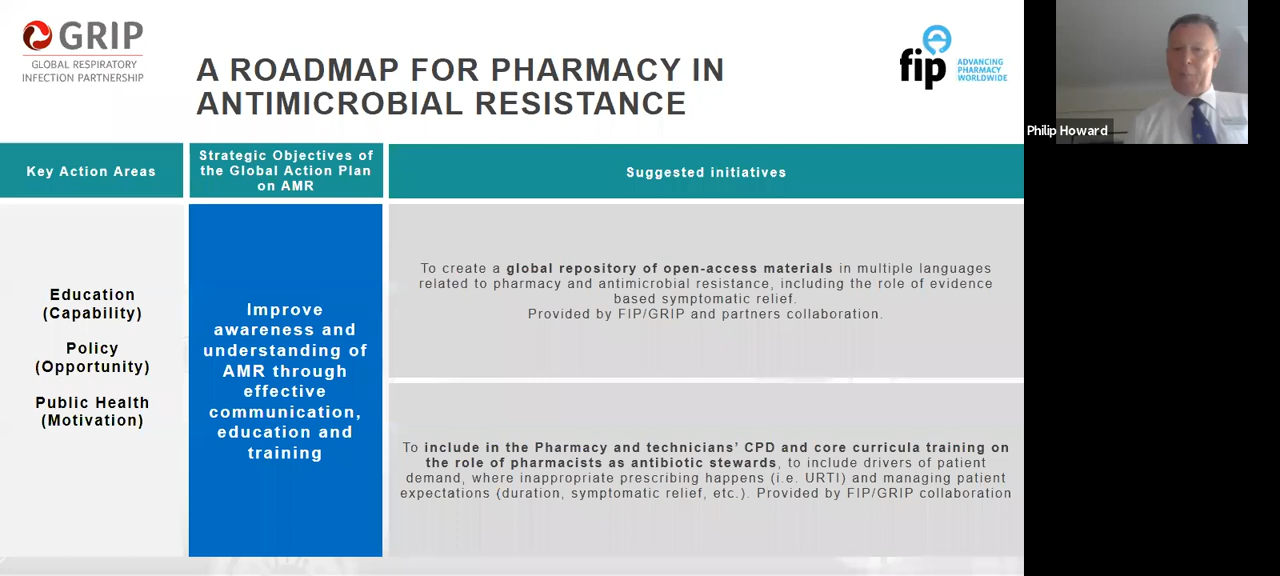 GRIP
GLOBAL RESPIRATORY
INFECTION PARTNERSHIP
A ROADMAP FOR PHARMACY IN
ANTIMICROBIAL RESISTANCE
fip
ADVANCING
PHARMACY
WORLDWIDE
Philip Howard
Key Action Areas
Strategic Objectives of
the Global Action Plan
on AMR
Suggested initiatives
Education
(Capability)
Policy
(Opportunity)
Public Health
(Motivation)
Improve
awareness and
understanding of
AMR through
effective
communication,
education and
training
To create a global repository of open-access materials in multiple languages
related to pharmacy and antimicrobial resistance, including the role of evidence
based symptomatic relief.
Provided by FIP/GRIP and partners collaboration.
To include in the Pharmacy and technicians' CPD and core curricula training on
the role of pharmacists as antibiotic stewards, to include drivers of patient
demand, where inappropriate prescribing happens (i.e. URTI) and managing patient
expectations (duration, symptomatic relief, etc.). Provided by FIP/GRIP collaboration